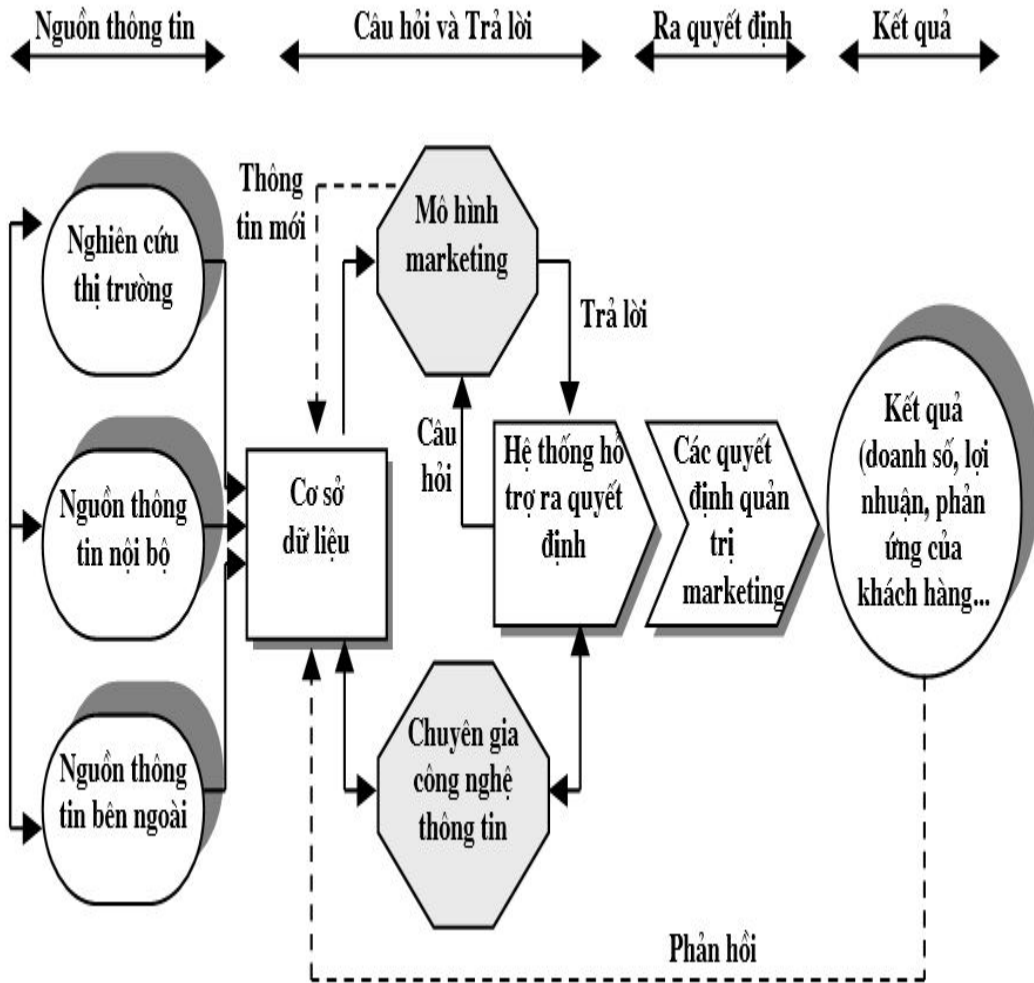 Nguồn thông tin
Câu hỏi và Trả lời
Ra quyết định
Kết quả
Nghiên cứu
thị trường
Nguồn thông
tin nội bộ
Nguồn thông
tin bên ngoài
Thông
tin mới
Cơ sở
dữ liệu
Mô hình
marketing
Trả lời
Câu
hỏi
Hệ thống hỗ
trợ ra quyết
định
Chuyên gia
công nghệ
thông tin
Các quyết
định quản
trị
marketing
Kết quả
(doanh số, lợi
nhuận, phản
ứng của
khách hàng...
Phản hồi